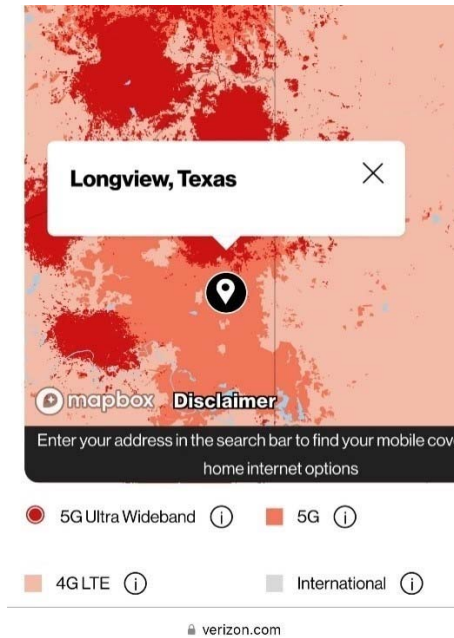 Longview, Texas
mapbox Disclaimer
Enter your address in the search bar to find your mobile cov
home internet options
5G Ultra Wideband
5G
4G LTE
International
verizon.com